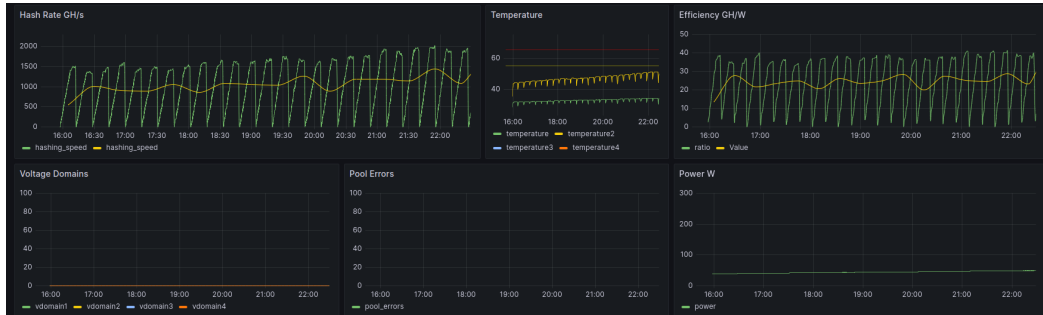 Hash Rate GH/s
2000
1500
1000
500
0
16:00 16:30 17:00 17:30 18:00 18:30 19:00 19:30 20:00 20:30 21:00 21:30 22:00
hashing_speed hashing_speed
Temperature
60
40
16:00 18:00 20:00 22:00
temperature temperature2
temperature3 temperature4
Efficiency GH/W
50
40
30
20
10
0
16:00 17:00 18:00 19:00 20:00 21:00 22:00
ratio Value
Voltage Domains
100
80
60
40
20
0
16:00 17:00 18:00 19:00 20:00 21:00 22:00
vdomain1 vdomain2 vdomain3 vdomain4
Pool Errors
100
80
60
40
20
0
16:00 17:00 18:00 19:00 20:00 21:00 22:00
pool_errors
Power W
300
200
100
0
16:00 17:00 18:00 19:00 20:00 21:00 22:00
power